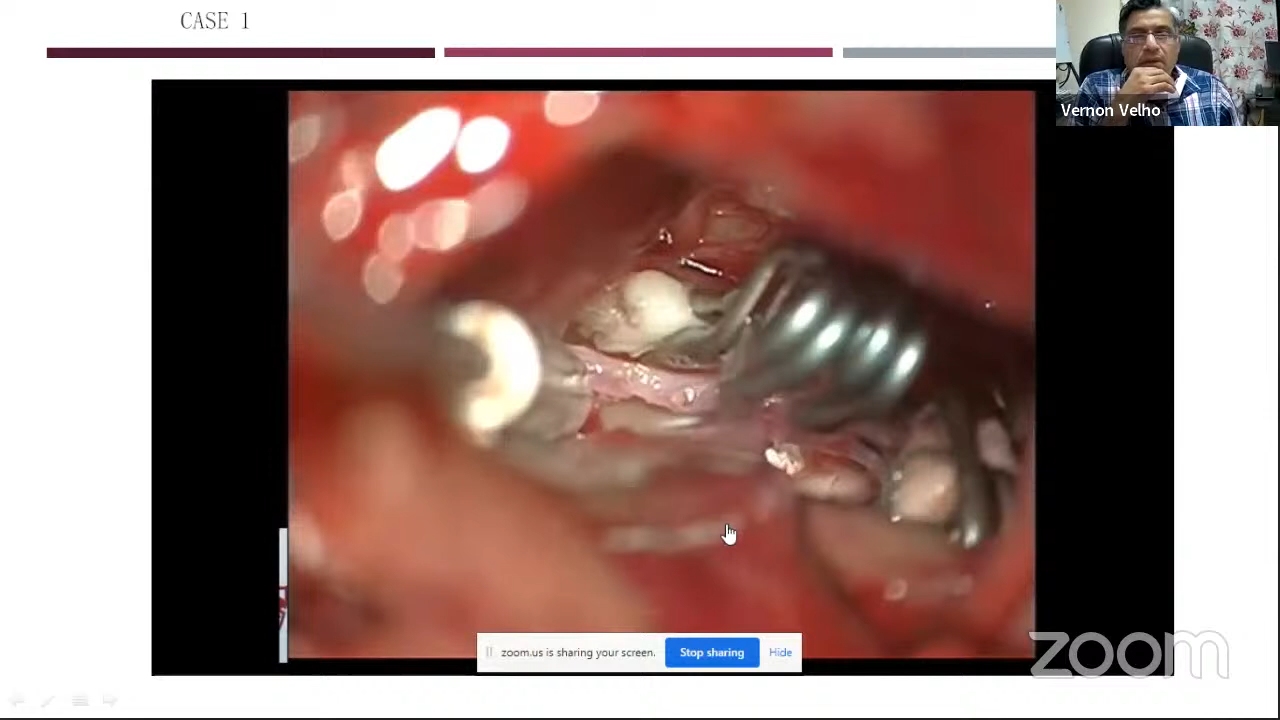 CASE 1
Vernon Velho
zoom.us is sharing your screen.
Stop sharing
Hide
zoom